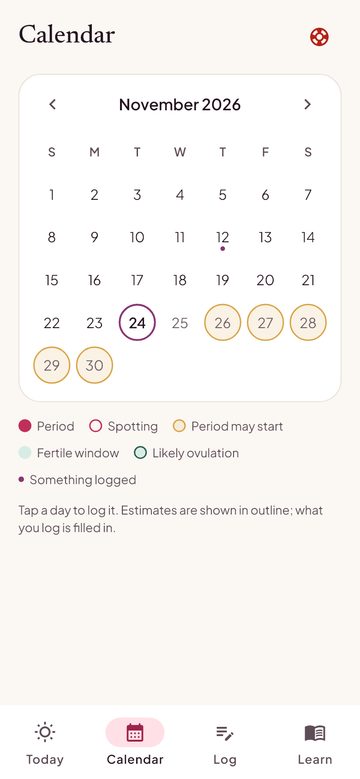 Calendar
November 2026
S M T W T F S
1 2 3 4 5 6 7
8 9 10 11 12 13 14
15 16 17 18 19 20 21
22 23 24 25 26 27 28
29 30
Period Spotting Period may start
Fertile window Likely ovulation
Something logged
Tap a day to log it. Estimates are shown in outline; what
you log is filled in.
Today Calendar Log Learn